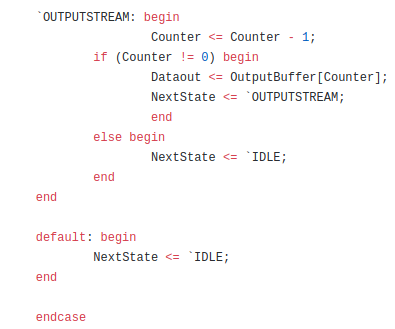 `OUTPUTSTREAM: begin
Counter <= Counter - 1;
if (Counter != 0) begin
Dataout <= OutputBuffer[Counter];
NextState <= `OUTPUTSTREAM;
end
else begin
NextState <= `IDLE;
end
end
default: begin
NextState <= `IDLE;
end
endcase